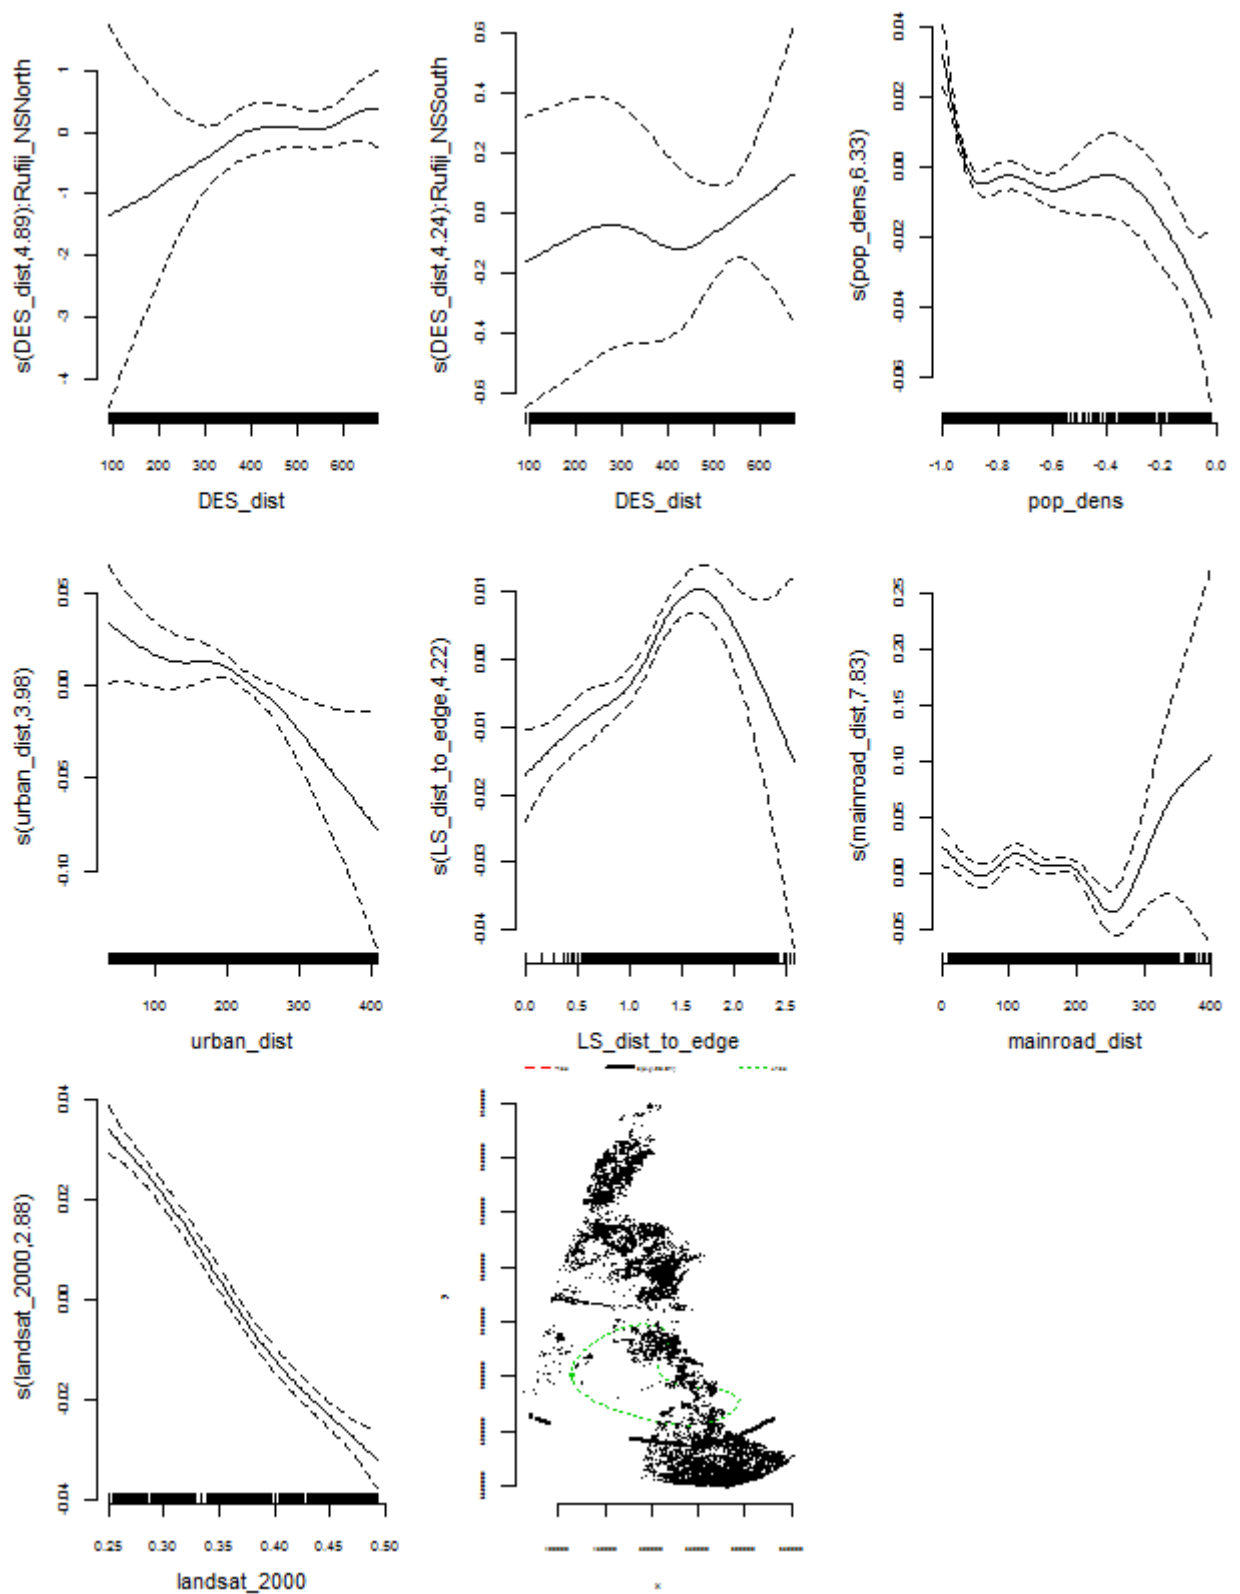 s(DES_dist,4.89):Rufiji_NSNorth
1
0
-1
-2
-3
-4
100 200 300 400 500 600
DES_dist
s(DES_dist,4.24):Rufiji_NSSouth
0.6
0.4
0.2
0.0
-0.2
-0.4
-0.6
100 200 300 400 500 600
DES_dist
s(pop_dens,6.33)
0.04
0.02
0.00
-0.02
-0.04
-0.06
-1.0 -0.8 -0.6 -0.4 -0.2 0.0
pop_dens
s(urban_dist,3.98)
0.05
0.00
-0.05
-0.10
100 200 300 400
urban_dist
s(LS_dist_to_edge,4.22)
0.01
0.00
-0.01
-0.02
-0.03
-0.04
0.0 0.5 1.0 1.5 2.0 2.5
LS_dist_to_edge
s(mainroad_dist,7.83)
0.25
0.20
0.15
0.10
0.05
0.00
-0.05
0 100 200 300 400
mainroad_dist
s(landsat_2000,2.88)
0.04
0.02
0.00
-0.02
-0.04
0.25 0.30 0.35 0.40 0.45 0.50
landsat_2000
y
x